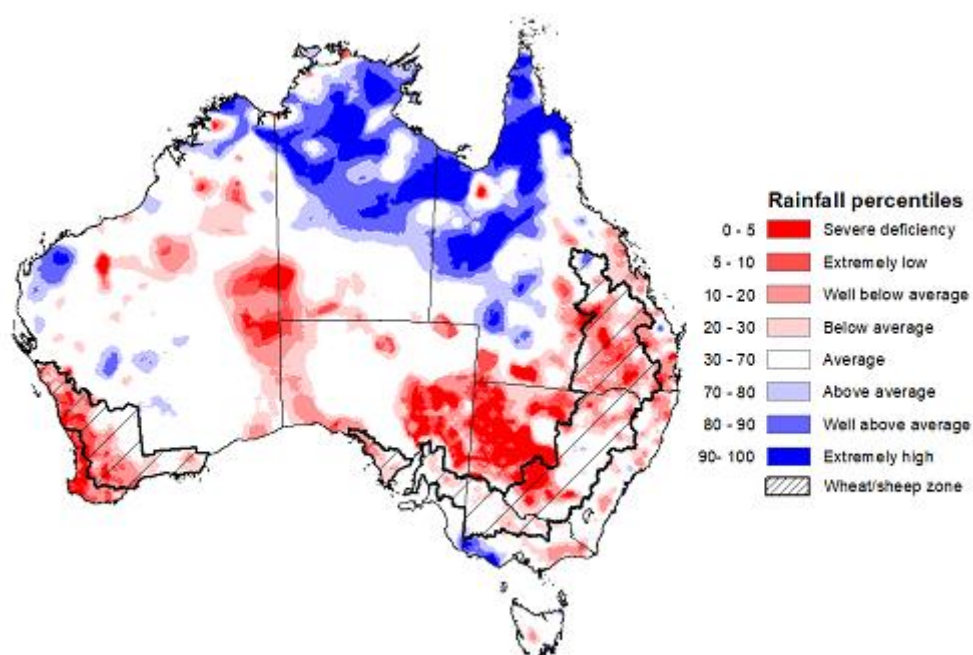 Rainfall percentiles
0 - 5 Severe deficiency
5 - 10 Extremely low
10 - 20 Well below average
20 - 30 Below average
30 - 70 Average
70 - 80 Above average
80 - 90 Well above average
90- 100 Extremely high
Wheat/sheep zone